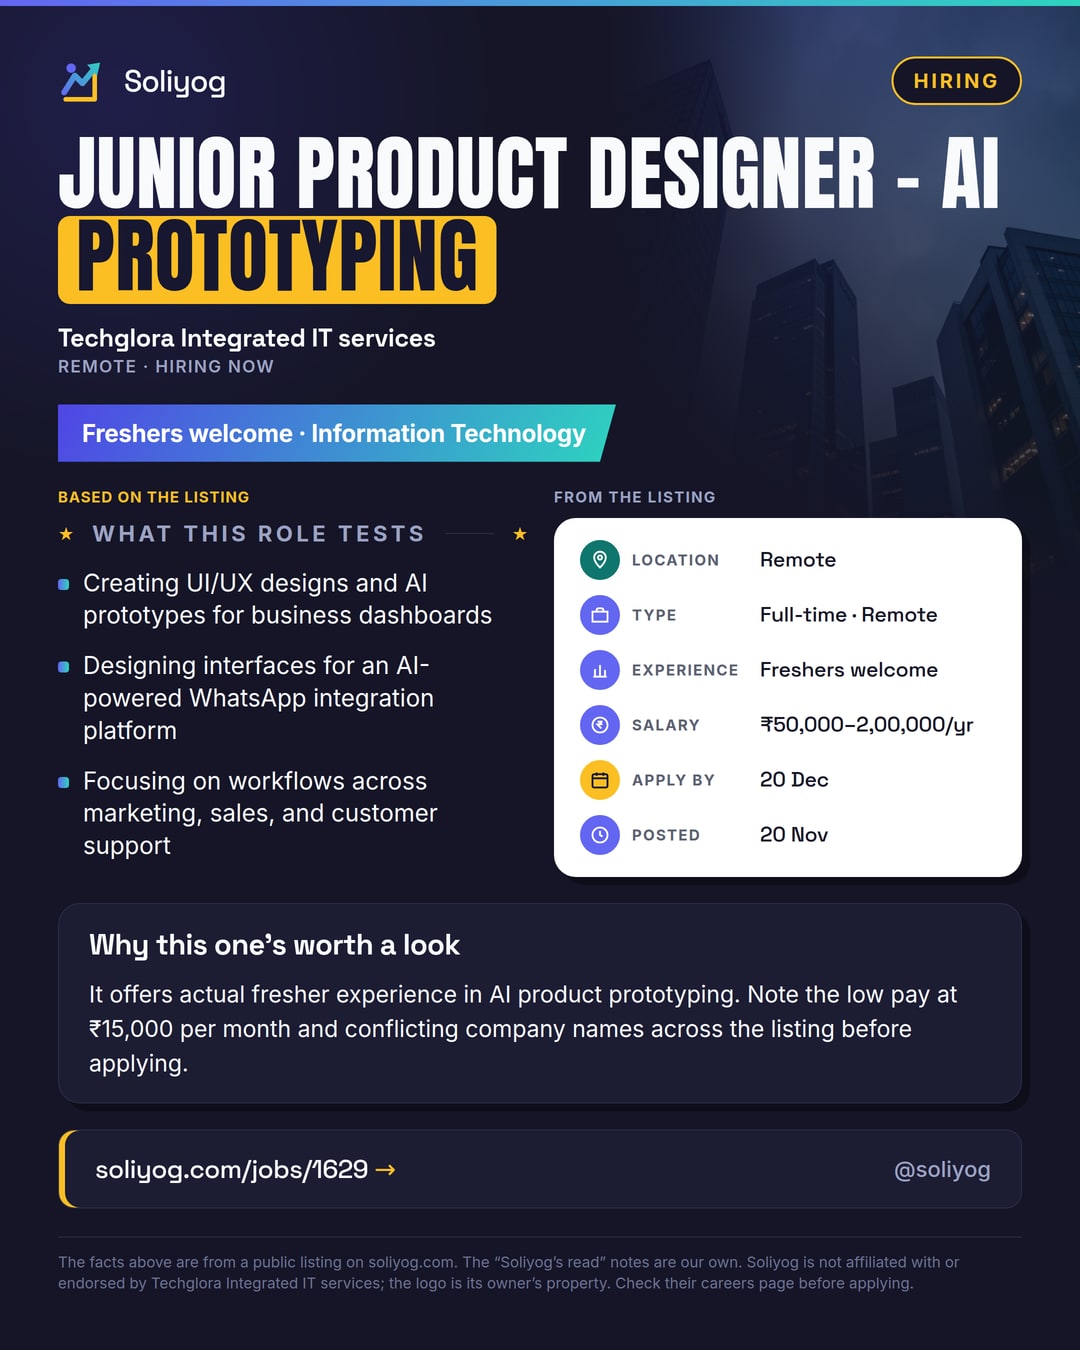 Soliyog
HIRING
JUNIOR PRODUCT DESIGNER - AI
PROTOTYPING
Techglora Integrated IT services
REMOTE · HIRING NOW
Freshers welcome · Information Technology
BASED ON THE LISTING
★ WHAT THIS ROLE TESTS ★
Creating UI/UX designs and AI
prototypes for business dashboards
Designing interfaces for an AI-
powered WhatsApp integration
platform
Focusing on workflows across
marketing, sales, and customer
support
FROM THE LISTING
LOCATION Remote
TYPE Full-time · Remote
EXPERIENCE Freshers welcome
SALARY ₹50,000–2,00,000/yr
APPLY BY 20 Dec
POSTED 20 Nov
Why this one’s worth a look
It offers actual fresher experience in AI product prototyping. Note the low pay at
₹15,000 per month and conflicting company names across the listing before
applying.
soliyog.com/jobs/1629 →
@soliyog
The facts above are from a public listing on soliyog.com. The “Soliyog’s read” notes are our own. Soliyog is not affiliated with or
endorsed by Techglora Integrated IT services; the logo is its owner’s property. Check their careers page before applying.